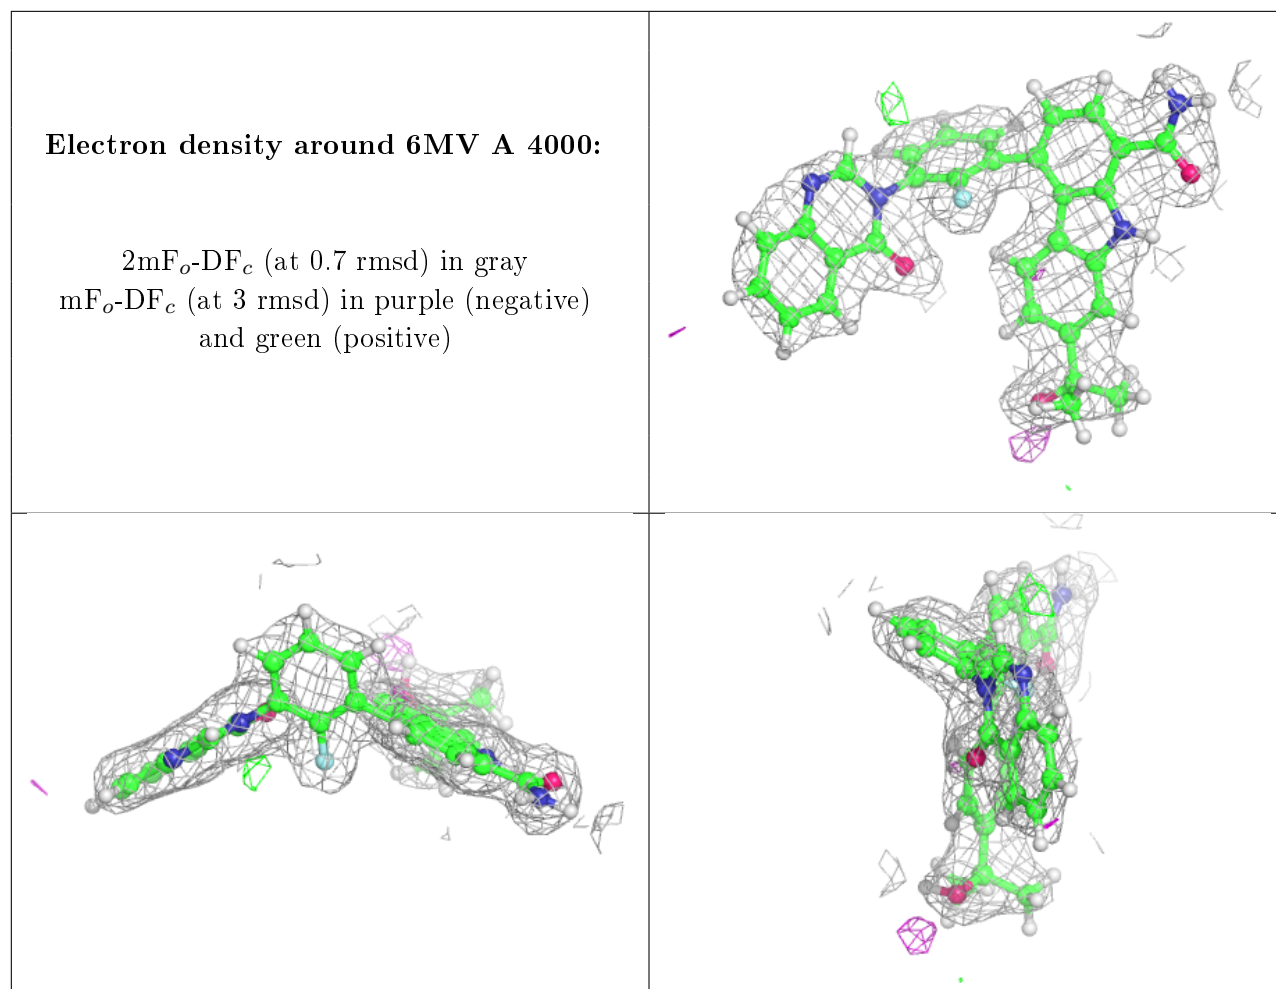 Electron density around 6MV A 4000:
2mFo-DFc (at 0.7 rmsd) in gray
mFo-DFc (at 3 rmsd) in purple (negative)
and green (positive)